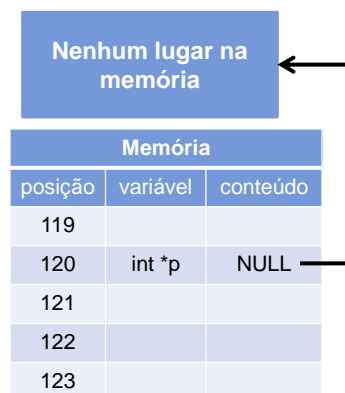 Nenhum lugar na
memória
Memória
posição variável conteúdo
119
120 int *p NULL
121
122
123